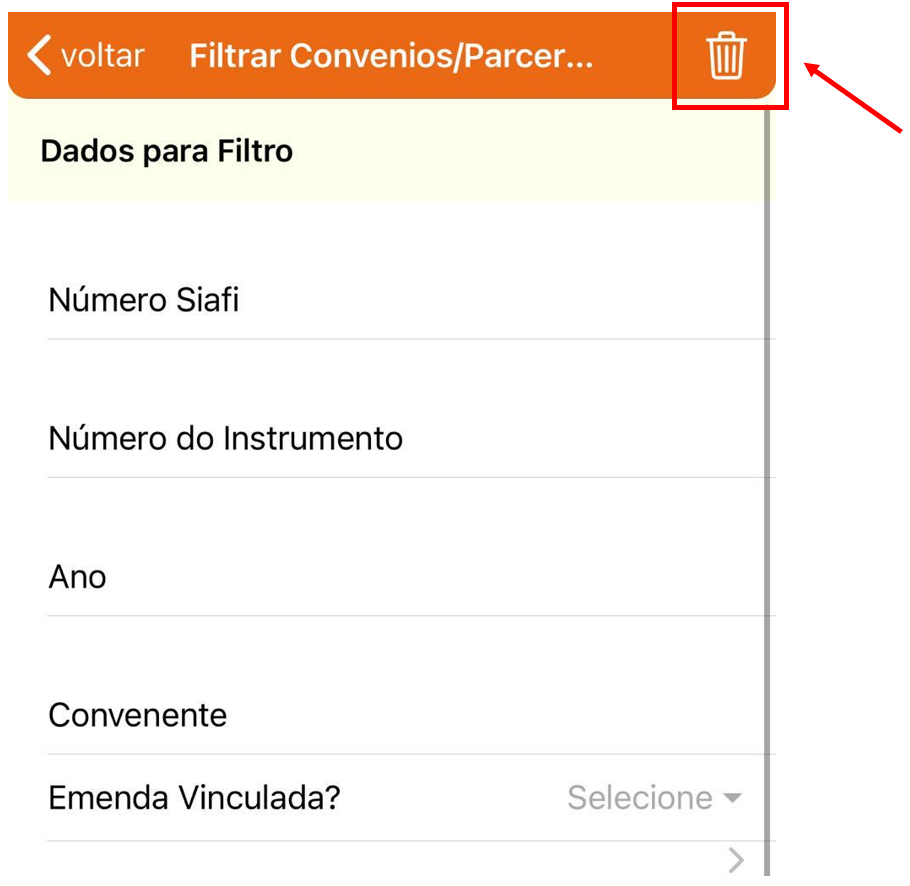 voltar Filtrar Convenios/Parcer...
Dados para Filtro
Número Siafi
Número do Instrumento
Ano
Convenente
Emenda Vinculada? Selecione